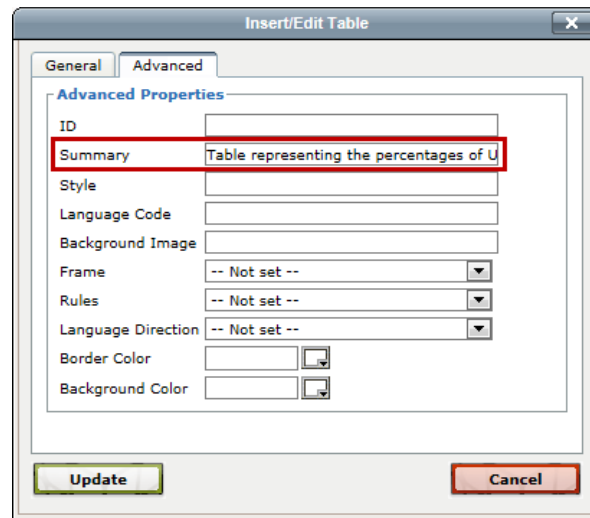 Insert/Edit Table
General Advanced
Advanced Properties
ID
Summary Table representing the percentages of U
Style
Language Code
Background Image
Frame -- Not set --
Rules -- Not set --
Language Direction -- Not set --
Border Color
Background Color
Update Cancel